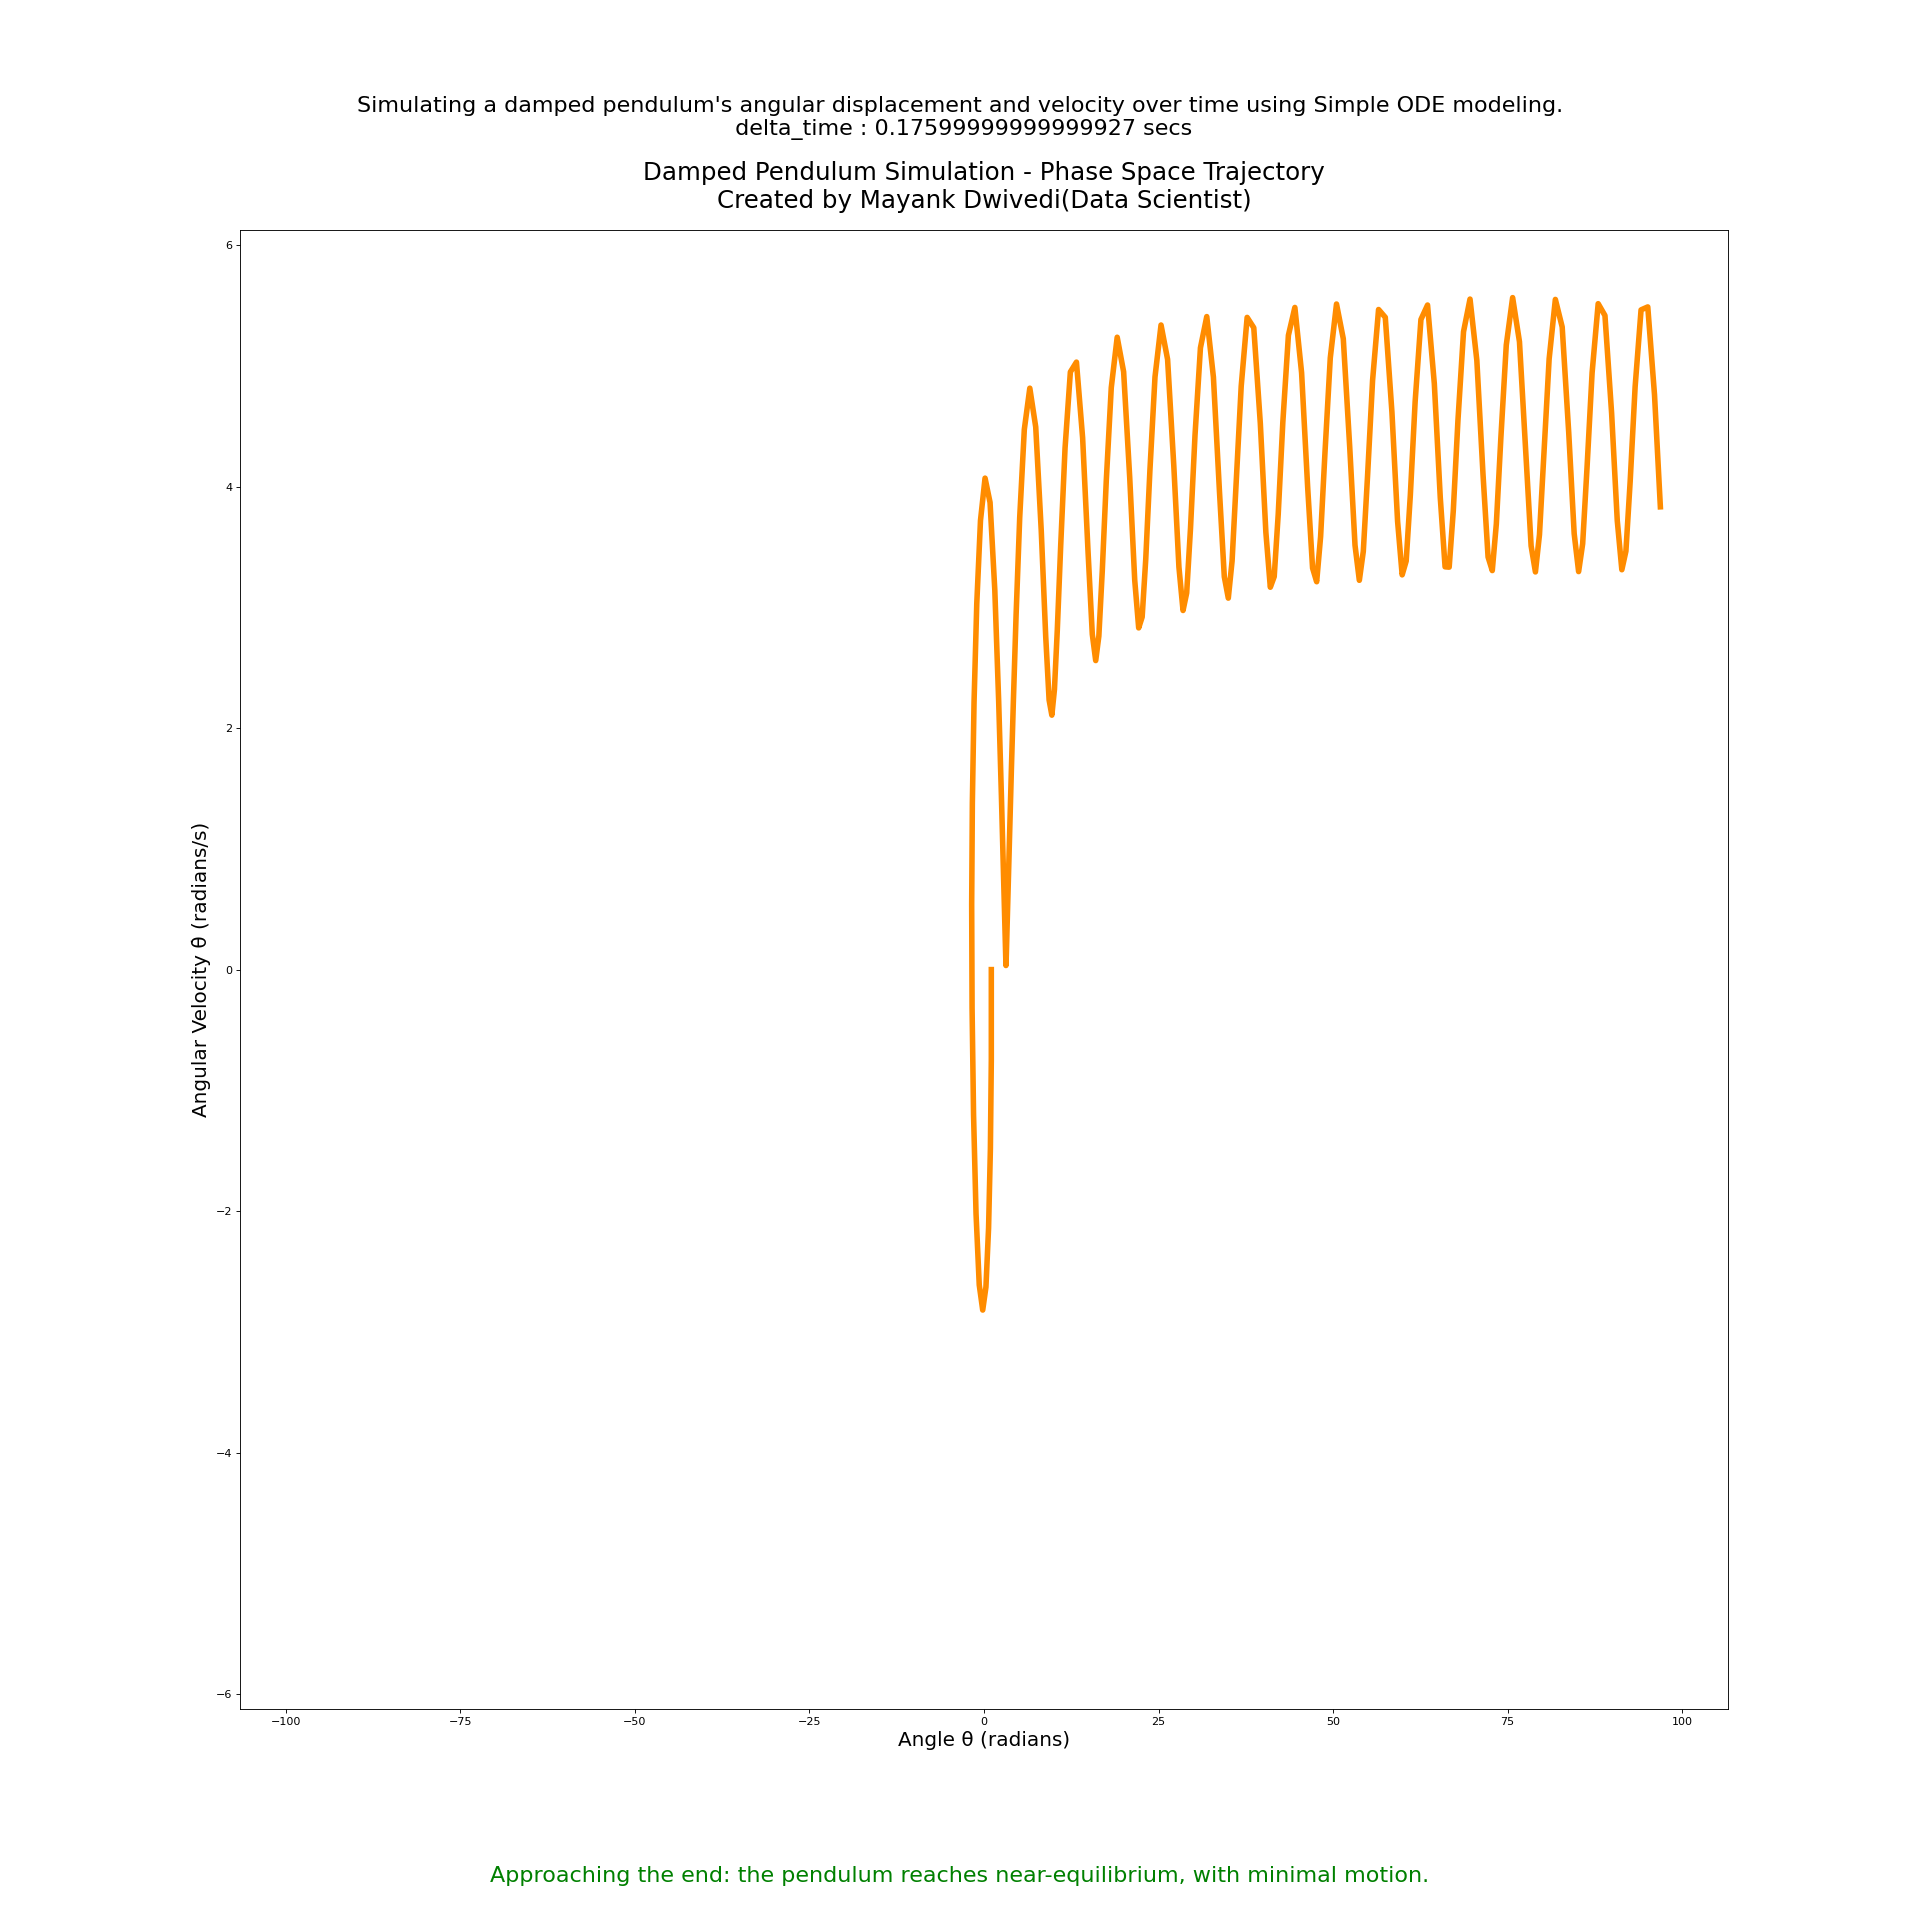 Simulating a damped pendulum's angular displacement and velocity over time using Simple ODE modeling.
delta_time : 0.17599999999999927 secs
Damped Pendulum Simulation - Phase Space Trajectory
Created by Mayank Dwivedi(Data Scientist)
6
4
2
0
−2
−4
−6
Angular Velocity θ (radians/s)
−100
−75
−50
−25
0
25
50
75
100
Angle θ (radians)
Approaching the end: the pendulum reaches near-equilibrium, with minimal motion.